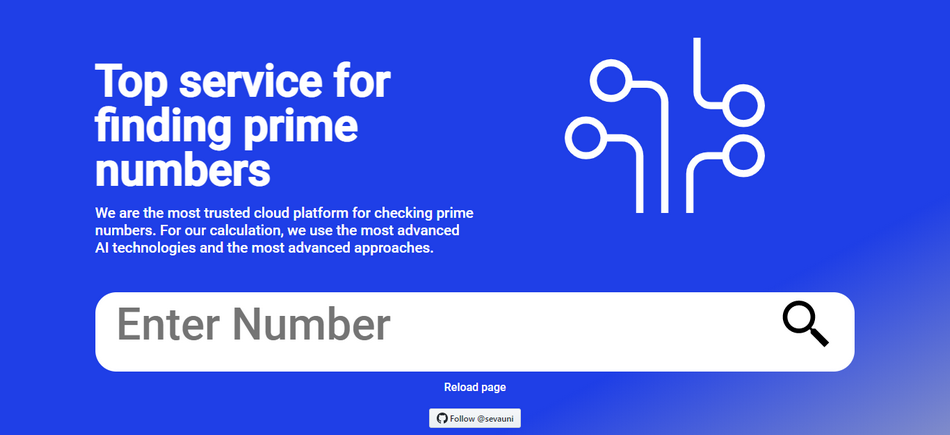 Top service for
finding prime
numbers
We are the most trusted cloud platform for checking prime
numbers. For our calculation, we use the most advanced
AI technologies and the most advanced approaches.
Enter Number
Reload page
Follow @sevauni